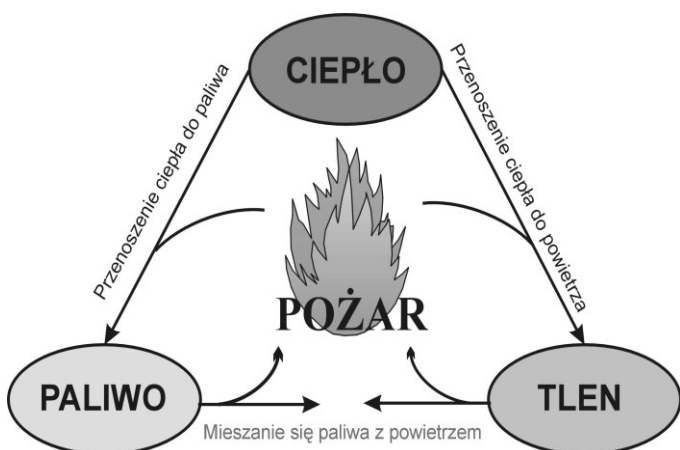 CIEPŁO
Przenoszenie ciepła do paliwa
Przenoszenie ciepła do powietrza
POŻAR
PALIWO
TLEN
Mieszanie się paliwa z powietrzem